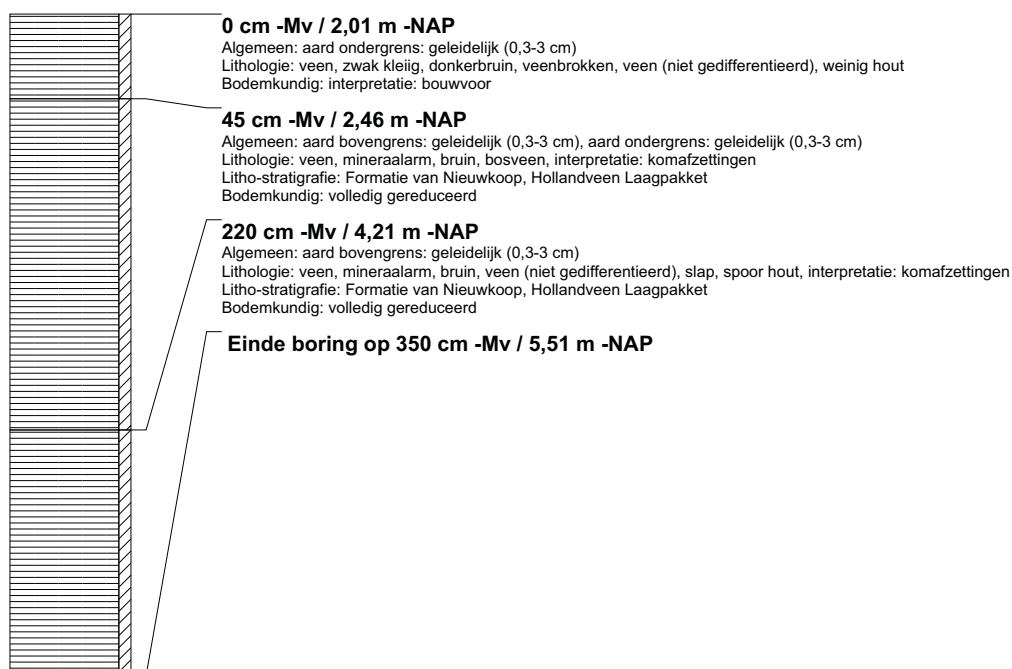 0 cm -Mv / 2,01 m -NAP
Algemeen: aard ondergrens: geleidelijk (0,3-3 cm)
Lithologie: veen, zwak kleiig, donkerbruin, veenbrokken, veen (niet gedifferentieerd), weinig hout
Bodemkundig: interpretatie: bouwvoor
45 cm -Mv / 2,46 m -NAP
Algemeen: aard bovengrens: geleidelijk (0,3-3 cm), aard ondergrens: geleidelijk (0,3-3 cm)
Lithologie: veen, mineraalarm, bruin, bosveen, interpretatie: komafzettingen
Litho-stratigrafie: Formatie van Nieuwkoop, Hollandveen Laagpakket
Bodemkundig: volledig gereduceerd
220 cm -Mv / 4,21 m -NAP
Algemeen: aard bovengrens: geleidelijk (0,3-3 cm)
Lithologie: veen, mineraalarm, bruin, veen (niet gedifferentieerd), slap, spoor hout, interpretatie: komafzettingen
Litho-stratigrafie: Formatie van Nieuwkoop, Hollandveen Laagpakket
Bodemkundig: volledig gereduceerd
Einde boring op 350 cm -Mv / 5,51 m -NAP